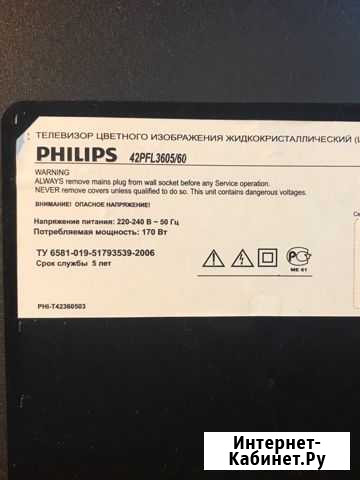 ТЕЛЕВИЗОР ЦВЕТНОГО ИЗОБРАЖЕНИЯ ЖИДКОКРИСТАЛЛИЧЕСКИЙ (L
PHILIPS 42PFL3605/60
WARNING
ALWAYS remove mains plug from wall socket before any Service operation.
NEVER remove covers unless qualified to do so. This unit contains dangerous voltages.
ВНИМАНИЕ! ОПАСНОЕ НАПРЯЖЕНИЕ!
Напряжение питания: 220-240 В ~ 50 Гц
Потребляемая мощность: 170 Вт
ТУ 6581-019-51793539-2006
Срок службы 5 лет
ME 61
PHI-T42360503
Интернет-
Кабинет.Ру